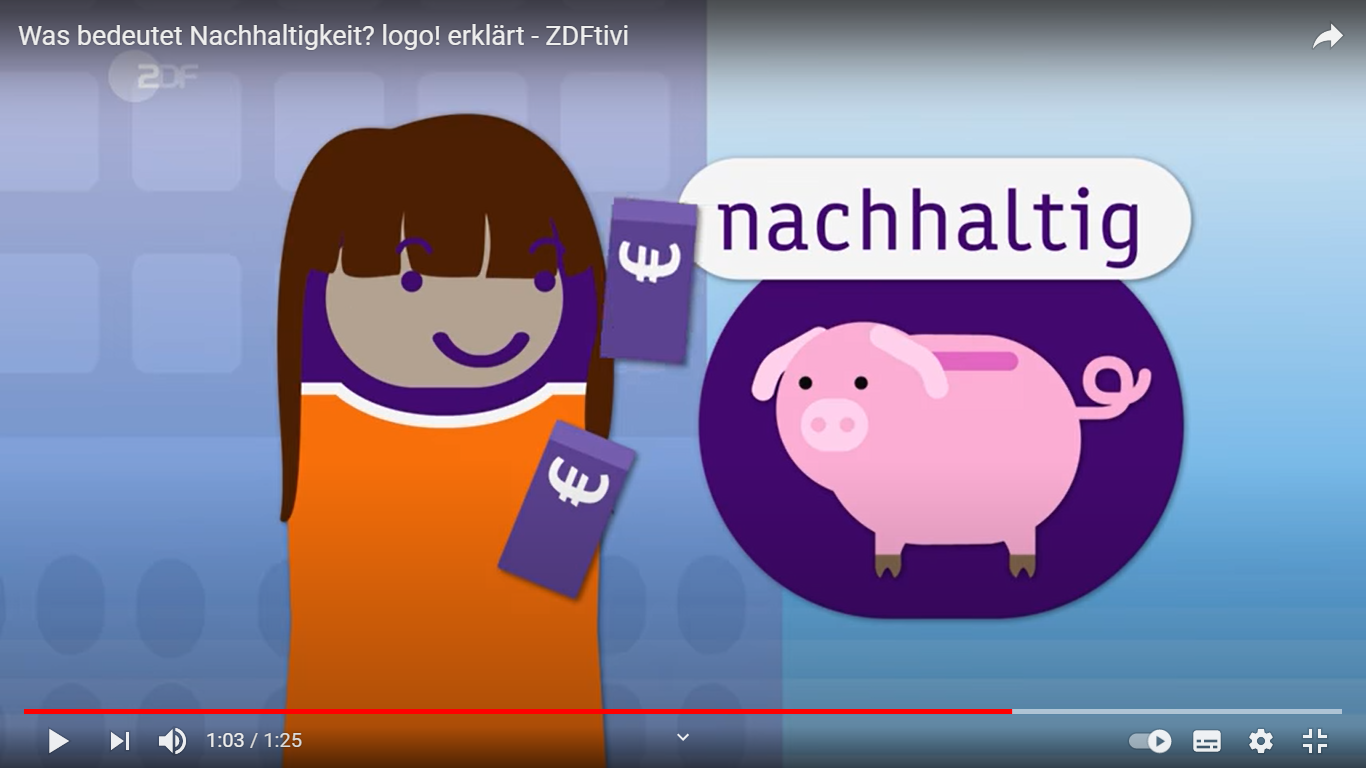 Was bedeutet Nachhaltigkeit? logo! erklärt - ZDFtivi
ZDF
nachhaltig
€
€
1:03 / 1:25